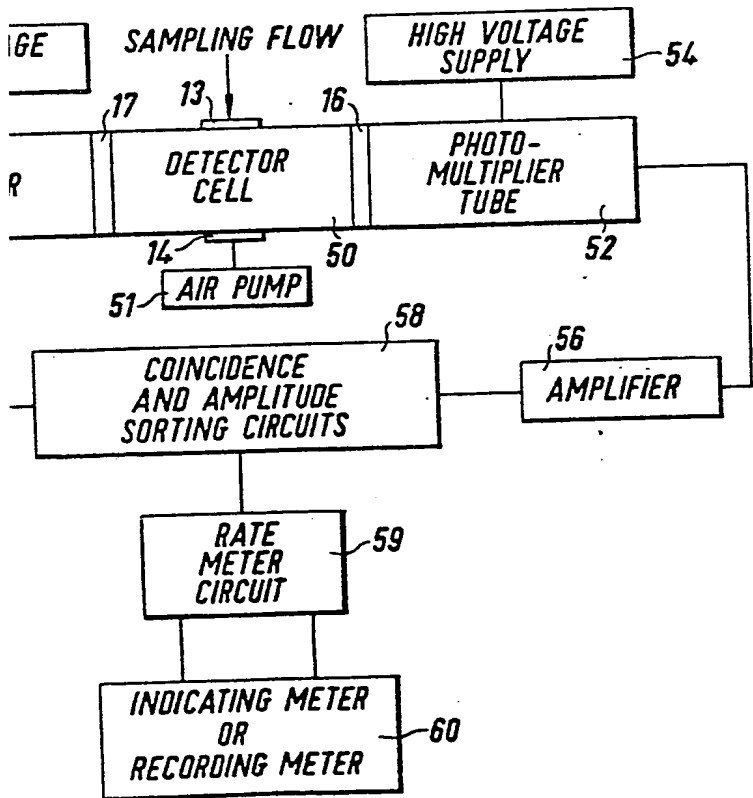 AGE
SAMPLING FLOW
HIGH VOLTAGE
SUPPLY
54
17
13
16
R
DETECTOR
CELL
PHOTO-
MULTIPLIER
TUBE
14
50
52
51
AIR PUMP
58
COINCIDENCE
AND AMPLITUDE
SORTING CIRCUITS
56
AMPLIFIER
RATE
METER
CIRCUIT
59
INDICATING METER
OR
RECORDING METER
60